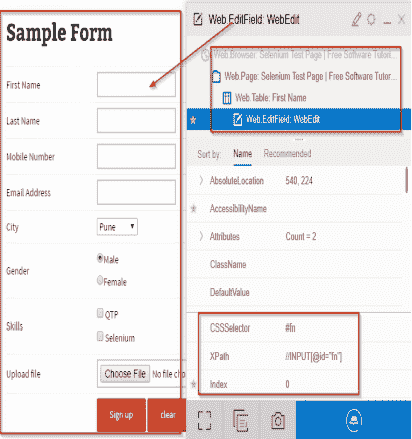 Sample Form
First Name
Last Name
Mobile Number
Email Address
City
Pune
Gender
Male
Female
Skills
QTP
Selenium
Upload file
Choose File No file cho
Sign up
clear
Web.EditField: WebEdit
Web.Browser: Selenium Test Page | Free Software Tutori...
Web.Page: Selenium Test Page | Free Software Tutor...
Web.Table: First Name
Web.EditField: WebEdit
Sort by: Name Recommended
AbsoluteLocation 540, 224
AccessibilityName
Attributes Count = 2
ClassName
DefaultValue
CSSSelector #fn
XPath //INPUT[@id="fn"]
Index 0